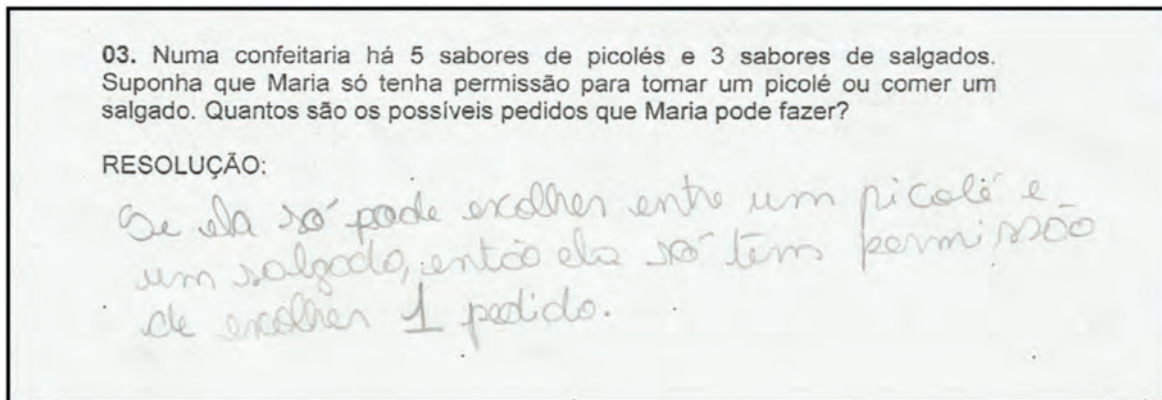 03. Numa confeitaria há 5 sabores de picolés e 3 sabores de salgados.
Suponha que Maria só tenha permissão para tomar um picolé ou comer um
salgado. Quantos são os possíveis pedidos que Maria pode fazer?
RESOLUÇÃO:
Se ela só pode escolher entre um picolé e
um salgado, então ela só tem permissão
de escolher 1 pedido.